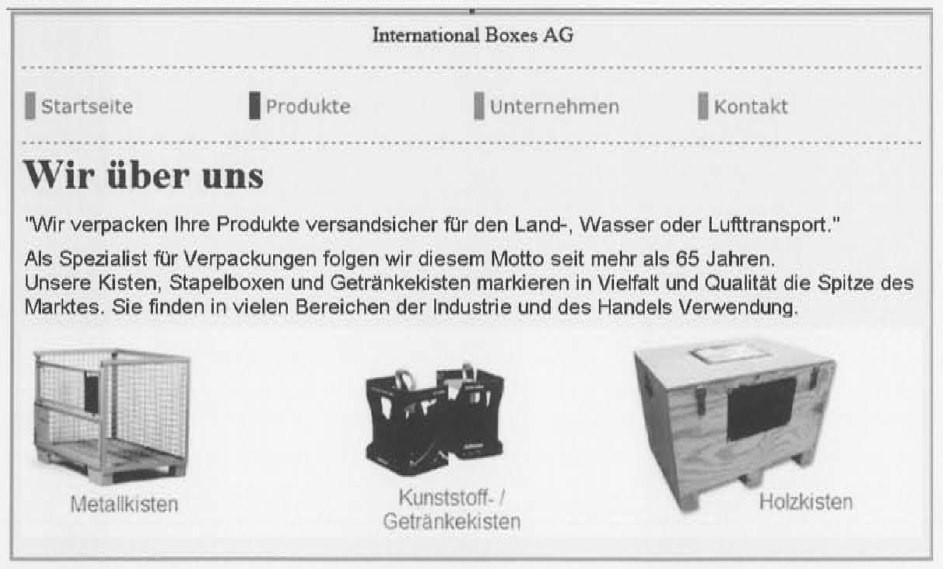 International Boxes AG
Startseite Produkte Unternehmen Kontakt
Wir über uns
"Wir verpacken Ihre Produkte versandsicher für den Land-, Wasser oder Lufttransport."
Als Spezialist für Verpackungen folgen wir diesem Motto seit mehr als 65 Jahren.
Unsere Kisten, Stapelboxen und Getränkekisten markieren in Vielfalt und Qualität die Spitze des
Marktes. Sie finden in vielen Bereichen der Industrie und des Handels Verwendung.
Metallkisten
Kunststoff- /
Getränkekisten
Holzkisten